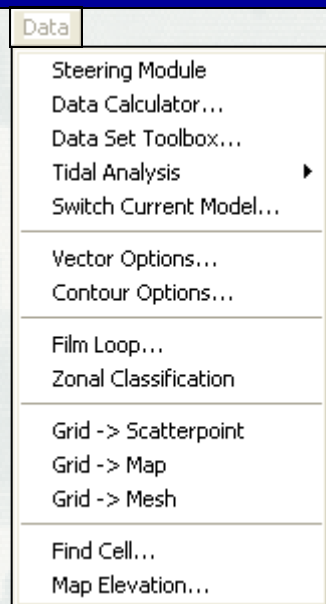 Data
Steering Module
Data Calculator...
Data Set Toolbox...
Tidal Analysis
Switch Current Model...
Vector Options...
Contour Options...
Film Loop...
Zonal Classification
Grid -> Scatterpoint
Grid -> Map
Grid -> Mesh
Find Cell...
Map Elevation...